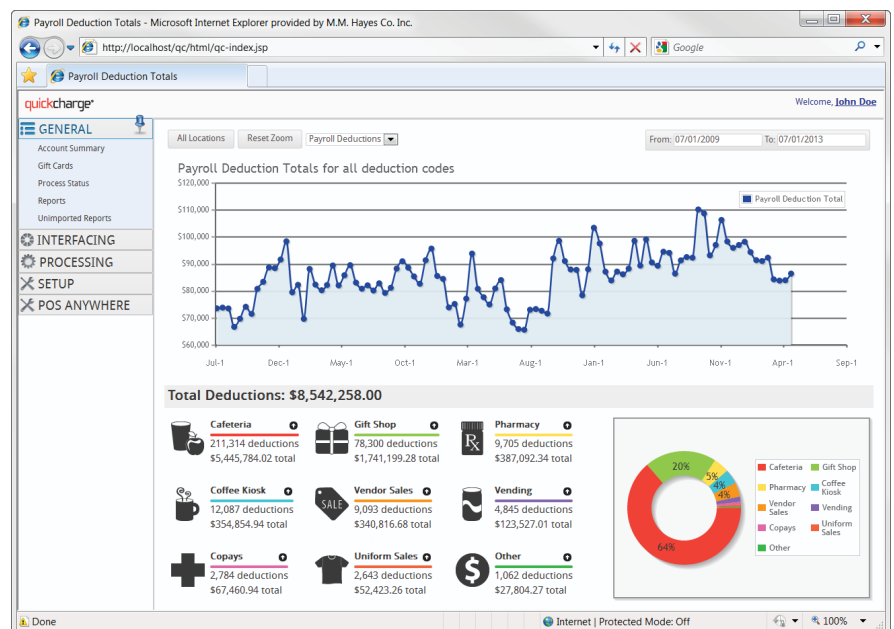 Payroll Deduction Totals - Microsoft Internet Explorer provided by M.M. Hayes Co. Inc.
http://localhost/qc/html/qc-index.jsp
Google
Payroll Deduction Totals
quickcharge
Welcome, John Doe
GENERAL
Account Summary
Gift Cards
Process Status
Reports
Unimported Reports
INTERFACING
PROCESSING
SETUP
POS ANYWHERE
All Locations
Reset Zoom
Payroll Deductions
From: 07/01/2009
To: 07/01/2013
Payroll Deduction Totals for all deduction codes
$120,000
$110,000
$100,000
$90,000
$80,000
$70,000
$60,000
Payroll Deduction Total
Jul-1 Dec-1 May-1 Oct-1 Mar-1 Aug-1 Jan-1 Jun-1 Nov-1 Apr-1 Sep-1
Total Deductions: $8,542,258.00
Cafeteria
211,314 deductions
$5,445,784.02 total
Gift Shop
78,300 deductions
$1,741,199.28 total
Rx
Pharmacy
9,705 deductions
$387,092.34 total
Coffee Kiosk
12,087 deductions
$354,854.94 total
SALE
Vendor Sales
9,093 deductions
$340,816.68 total
Vending
4,845 deductions
$123,527.01 total
Copays
2,784 deductions
$67,460.94 total
Uniform Sales
2,643 deductions
$52,423.26 total
$
Other
1,062 deductions
$27,804.27 total
20%
5%
4%
4%
64%
Cafeteria
Gift Shop
Pharmacy
Coffee Kiosk
Vendor Sales
Vending
Copays
Uniform Sales
Other
Done
Internet | Protected Mode: Off
100%